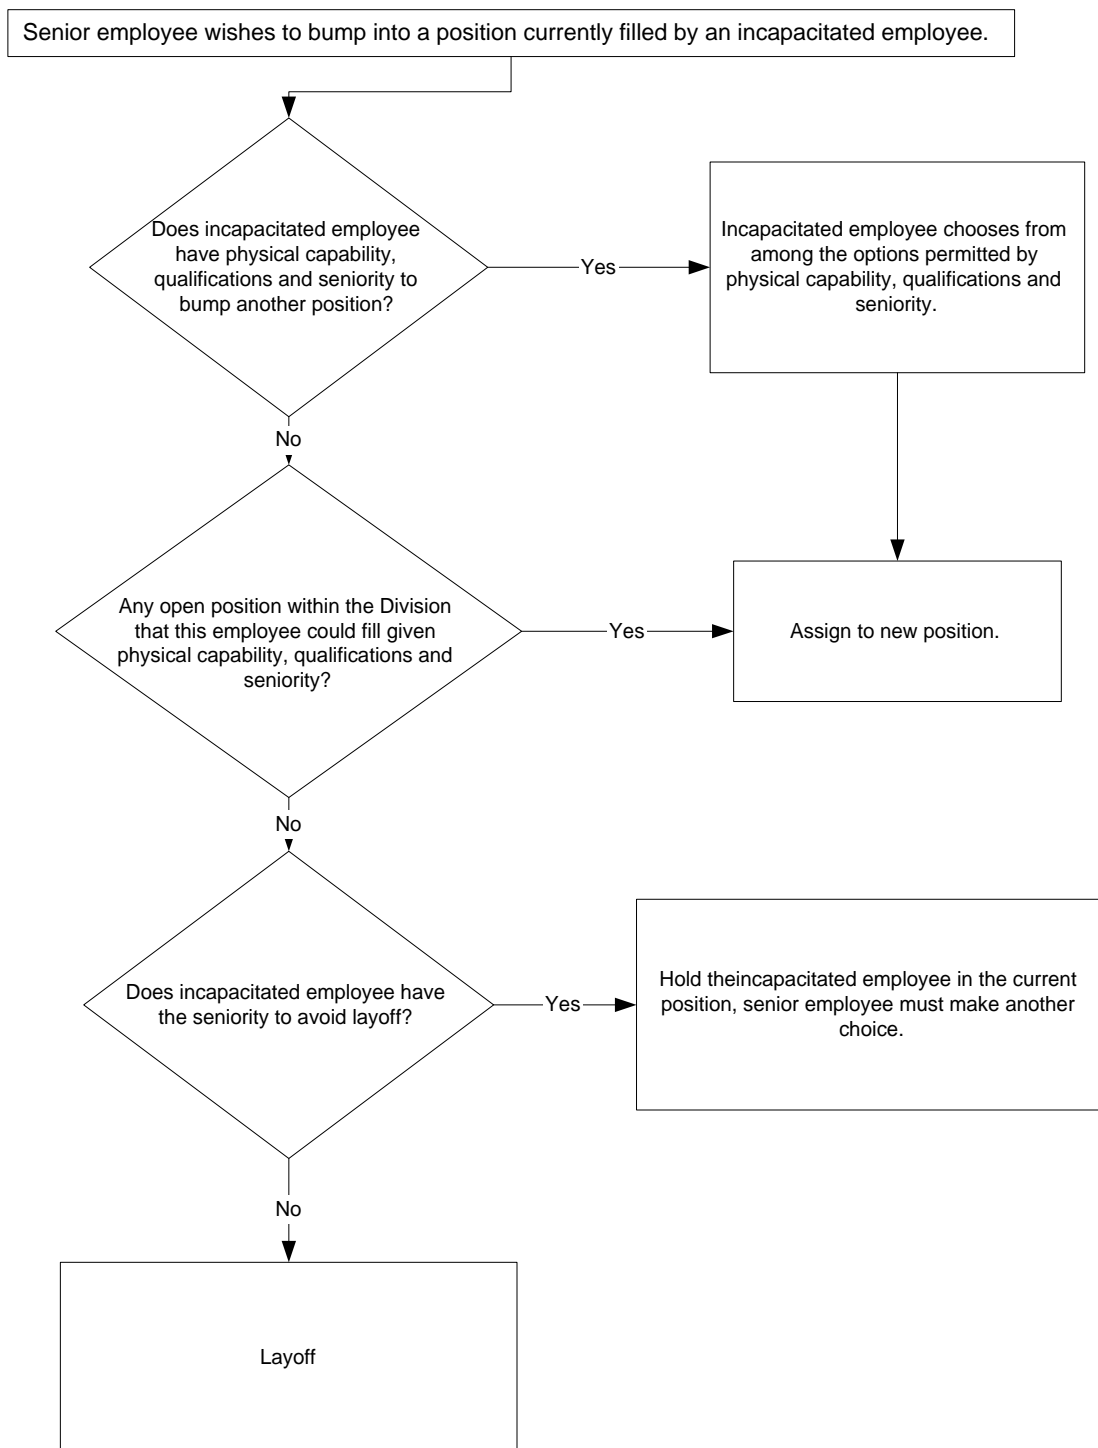 Senior employee wishes to bump into a position currently filled by an incapacitated employee.
Does incapacitated employee
have physical capability,
qualifications and seniority to
bump another position?
Yes
Incapacitated employee chooses from
among the options permitted by
physical capability, qualifications and
seniority.
No
Any open position within the Division
that this employee could fill given
physical capability, qualifications and
seniority?
Yes
Assign to new position.
No
Does incapacitated employee have
the seniority to avoid layoff?
Yes
Hold theincapacitated employee in the current
position, senior employee must make another
choice.
No
Layoff